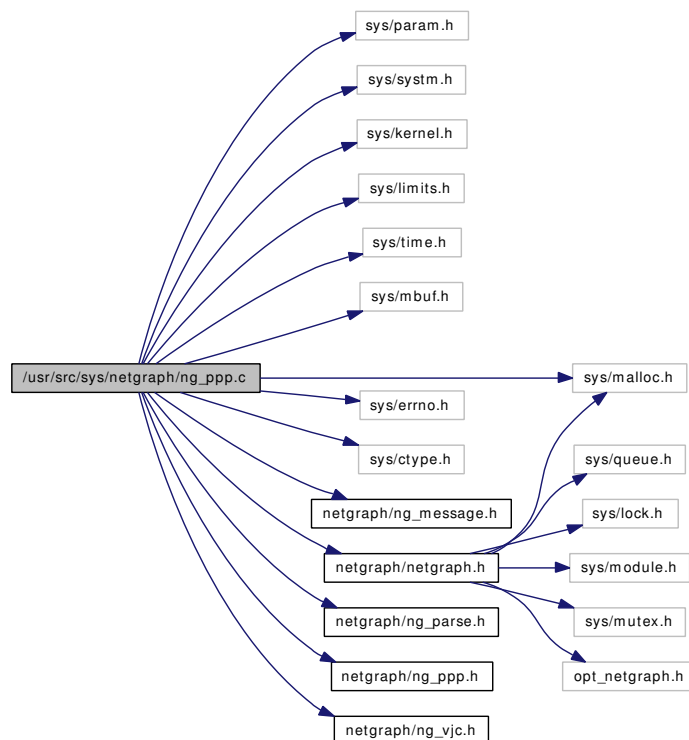 sys/param.h
sys/systm.h
sys/kernel.h
sys/limits.h
sys/time.h
sys/mbuf.h
/usr/src/sys/netgraph/ng_ppp.c
sys/malloc.h
sys/errno.h
sys/ctype.h
sys/queue.h
netgraph/ng_message.h
sys/lock.h
netgraph/netgraph.h
sys/module.h
netgraph/ng_parse.h
sys/mutex.h
netgraph/ng_ppp.h
opt_netgraph.h
netgraph/ng_vjc.h